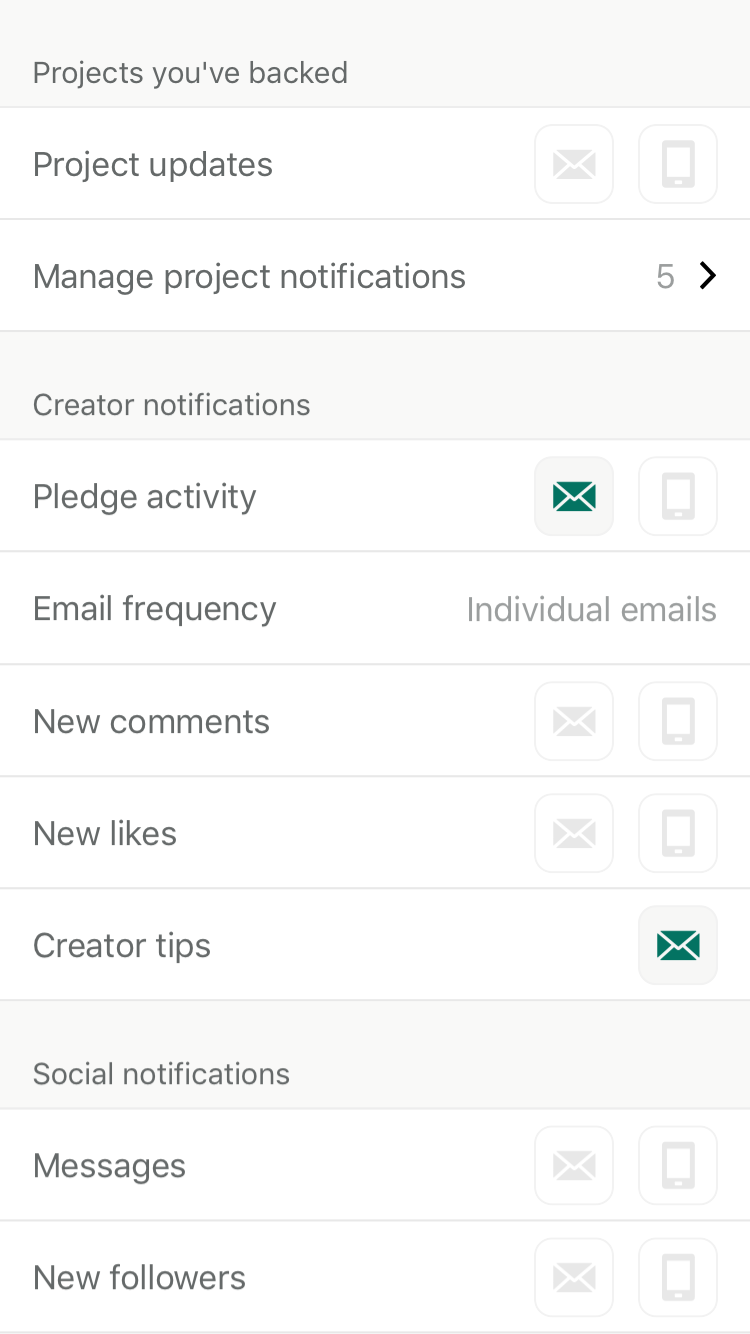 Projects you've backed
Project updates
Manage project notifications 5
Creator notifications
Pledge activity
Email frequency Individual emails
New comments
New likes
Creator tips
Social notifications
Messages
New followers